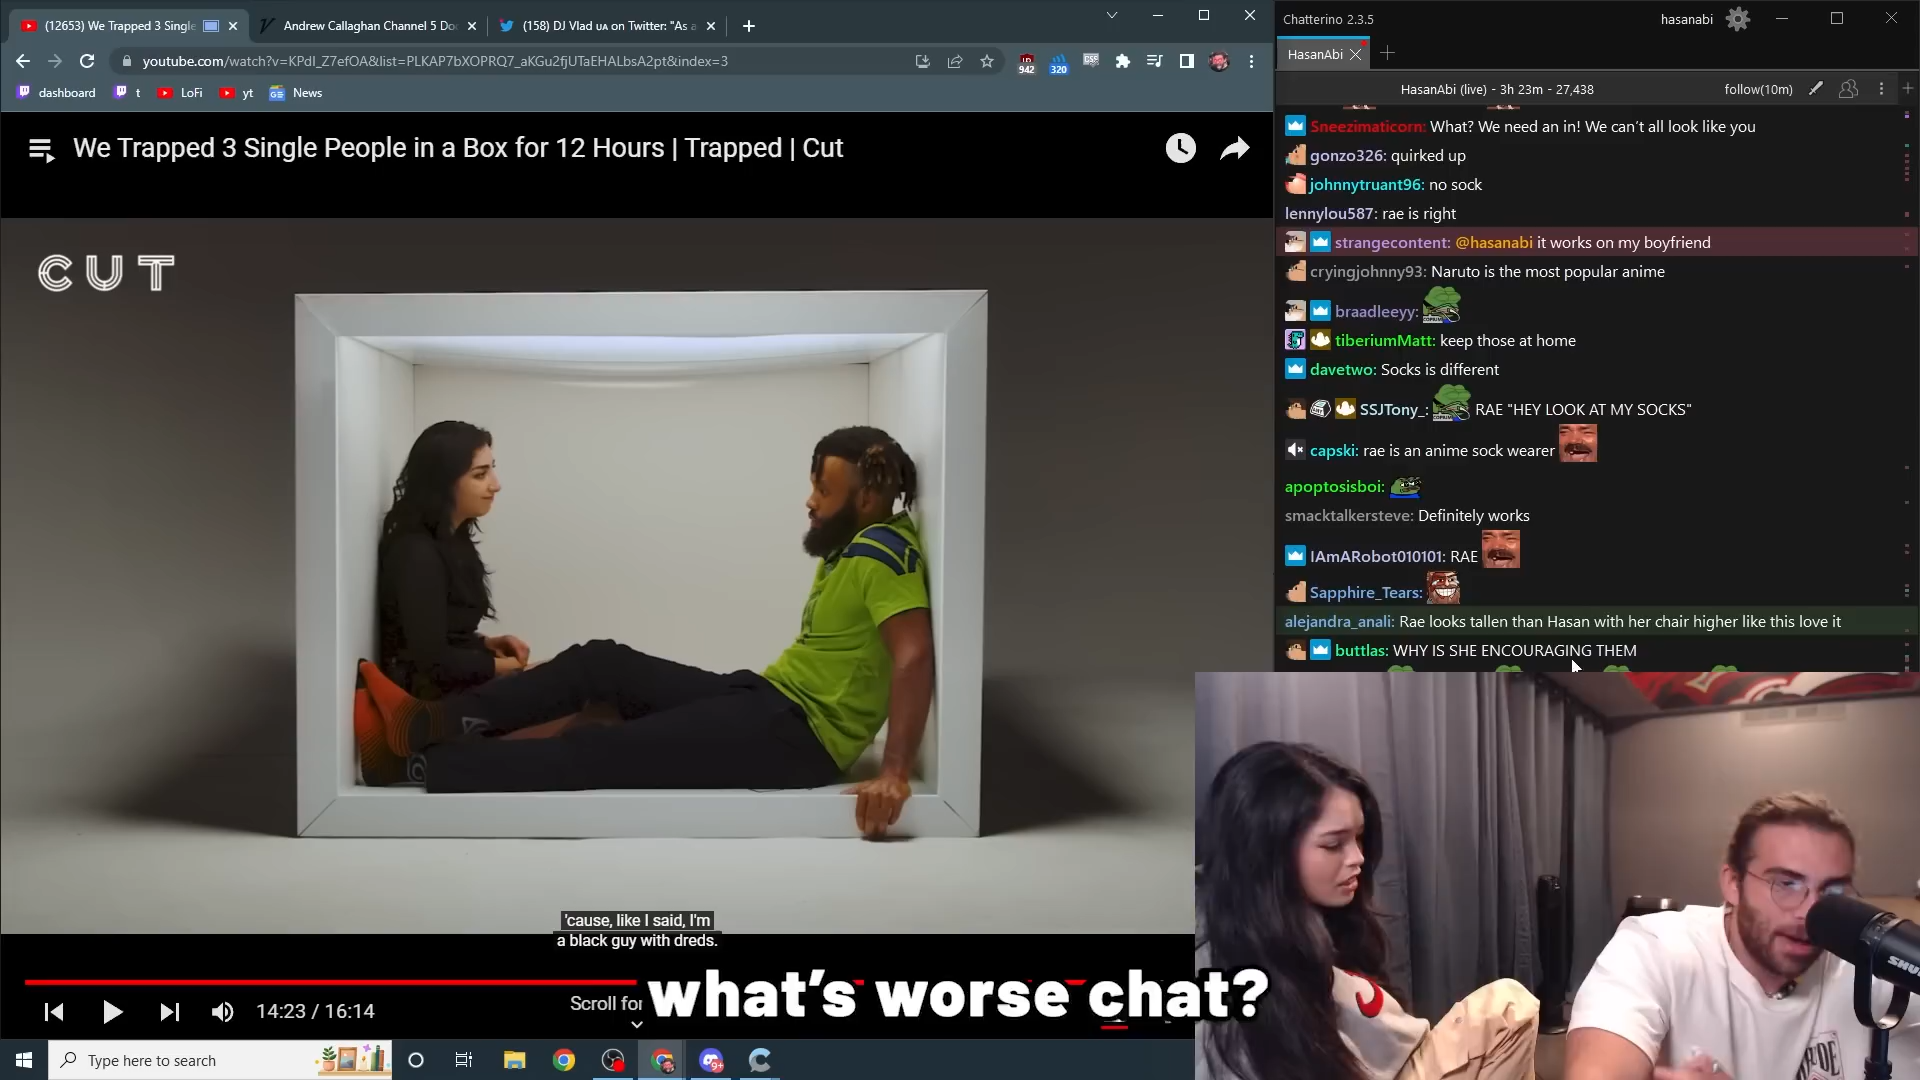 (12653) We Trapped 3 Single
Andrew Callaghan Channel 5 Do
(158) DJ Vlad UA on Twitter: "As a
youtube.com/watch?v=KPdl_Z7efOA&list=PLKAP7bXOPRQ7_aKGu2fjUTaEHALbsA2pt&index=3
942
320
dashboard
t
LoFi
yt
News
We Trapped 3 Single People in a Box for 12 Hours | Trapped | Cut
CUT
'cause, like I said, I'm
a black guy with dreds.
14:23 / 16:14
Scroll for
what's worse chat?
Type here to search
9+
Chatterino 2.3.5
hasanabi
HasanAbi
HasanAbi (live) - 3h 23m - 27,438
follow(10m)
Sneezimaticorn: What? We need an in! We can't all look like you
gonzo326: quirked up
johnnytruant96: no sock
lennylou587: rae is right
strangecontent: @hasanabi it works on my boyfriend
cryingjohnny93: Naruto is the most popular anime
braadleeyy:
tiberiumMatt: keep those at home
davetwo: Socks is different
SSJTony_: RAE "HEY LOOK AT MY SOCKS"
capski: rae is an anime sock wearer
apoptosisboi:
smacktalkersteve: Definitely works
IAmARobot010101: RAE
Sapphire_Tears:
alejandra_anali: Rae looks tallen than Hasan with her chair higher like this love it
buttlas: WHY IS SHE ENCOURAGING THEM